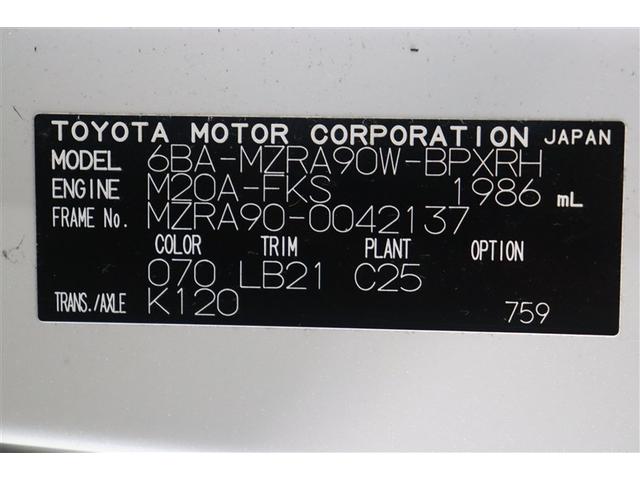 TOYOTA MOTOR CORPORATION JAPAN
MODEL 6BA-MZRA90W-BPXRH
ENGINE M20A-FKS 1986 mL
FRAME No. MZRA90-0042137
COLOR TRIM PLANT OPTION
070 LB21 C25
TRANS./AXLE K120 759